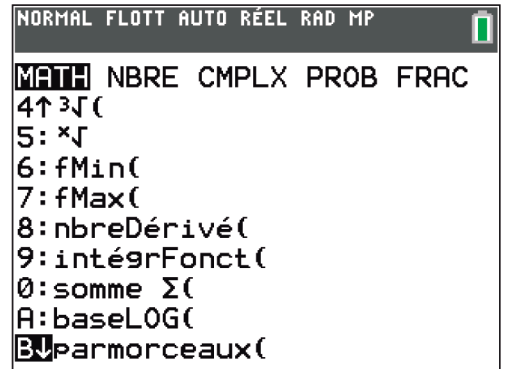 NORMAL FLOTT AUTO RÉEL RAD MP
MATH NBRE CMPLX PROB FRAC
4↑³√(
5:ˣ√
6:fMin(
7:fMax(
8:nbreDérivé(
9:intégrFonct(
0:somme Σ(
A:baseLOG(
B↓parmorceaux(